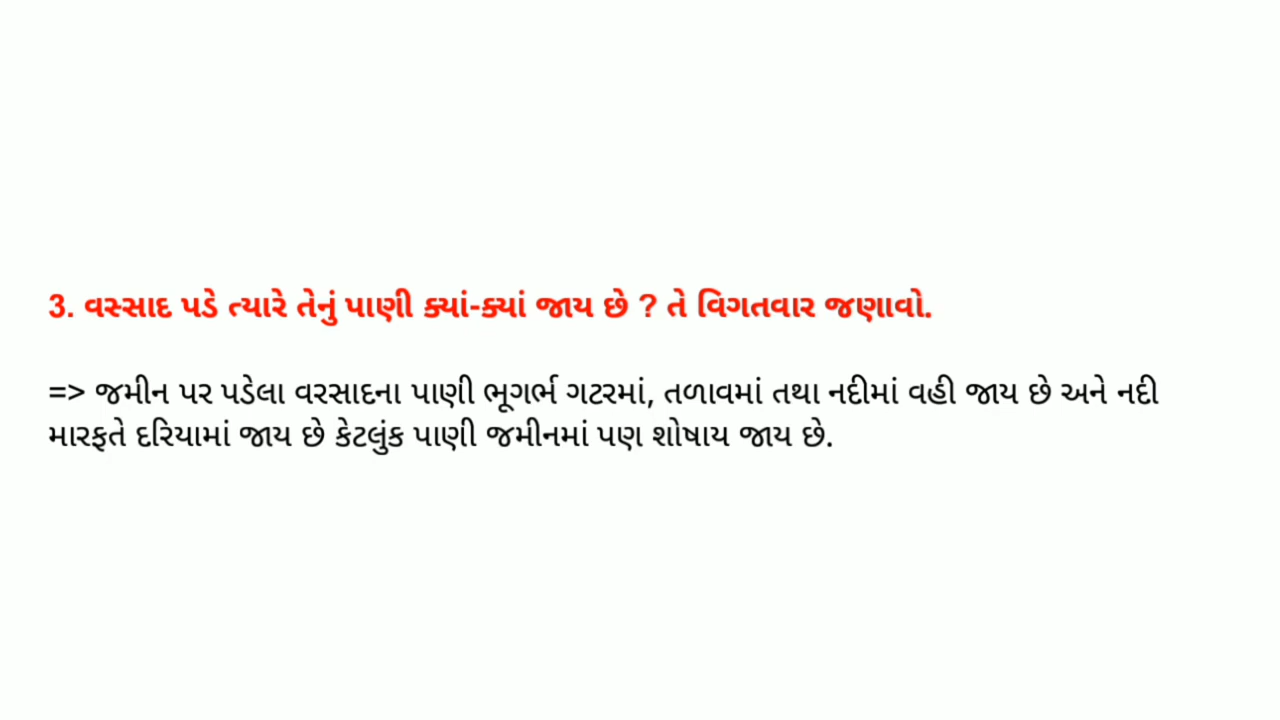 3. વસ્સાદ પડે ત્યારે તેનું પાણી ક્યાં-ક્યાં જાય છે ? તે વિગતવાર જણાવો.
=> જમીન પર પડેલા વરસાદના પાણી ભૂગર્ભ ગટરમાં, તળાવમાં તથા નદીમાં વહી જાય છે અને નદી
મારફતે દરિયામાં જાય છે કેટલુંક પાણી જમીનમાં પણ શોષાય જાય છે.